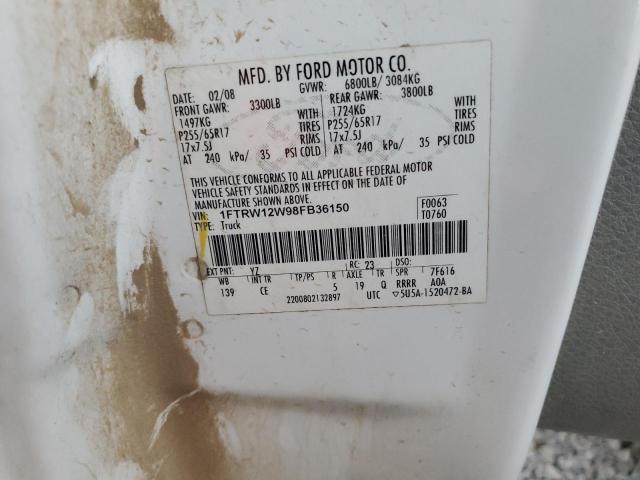 MFD. BY FORD MOTOR CO.
DATE: 02/08 GVWR: 6800LB/ 3084KG
FRONT GAWR: 3300LB REAR GAWR: 3800LB
1497KG 1724KG
P255/65R17 TIRES P255/65R17 TIRES
17x7.5J RIMS 17x7.5J RIMS
AT 240 kPa/ 35 PSI COLD AT 240 kPa/ 35 PSI COLD
THIS VEHICLE CONFORMS TO ALL APPLICABLE FEDERAL MOTOR
VEHICLE SAFETY STANDARDS IN EFFECT ON THE DATE OF
MANUFACTURE SHOWN ABOVE.
VIN: 1FTRW12W98FB36150 F0063
TYPE: Truck T0760
EXT PNT: YZ RC: 23 DSO:
WB INT TR TP/PS R AXLE TR SPR 7F616
139 CE 5 19 Q RRRR AOA
2200802132897 UTC ▽5U5A-1520472-BA